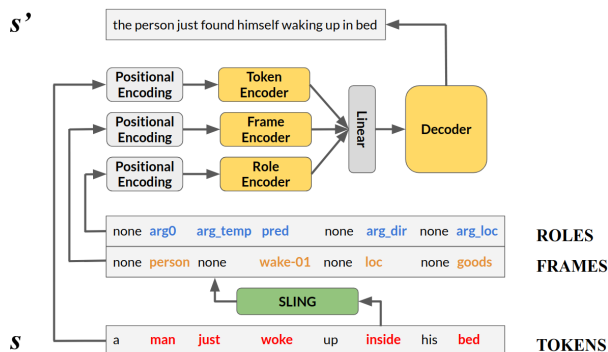 s’
the person just found himself waking up in bed
Positional Encoding
Token Encoder
Positional Encoding
Frame Encoder
Linear
Decoder
Positional Encoding
Role Encoder
none arg0 arg_temp pred none arg_dir none arg_loc
ROLES
none person none wake-01 none loc none goods
FRAMES
SLING
s
a man just woke up inside his bed
TOKENS